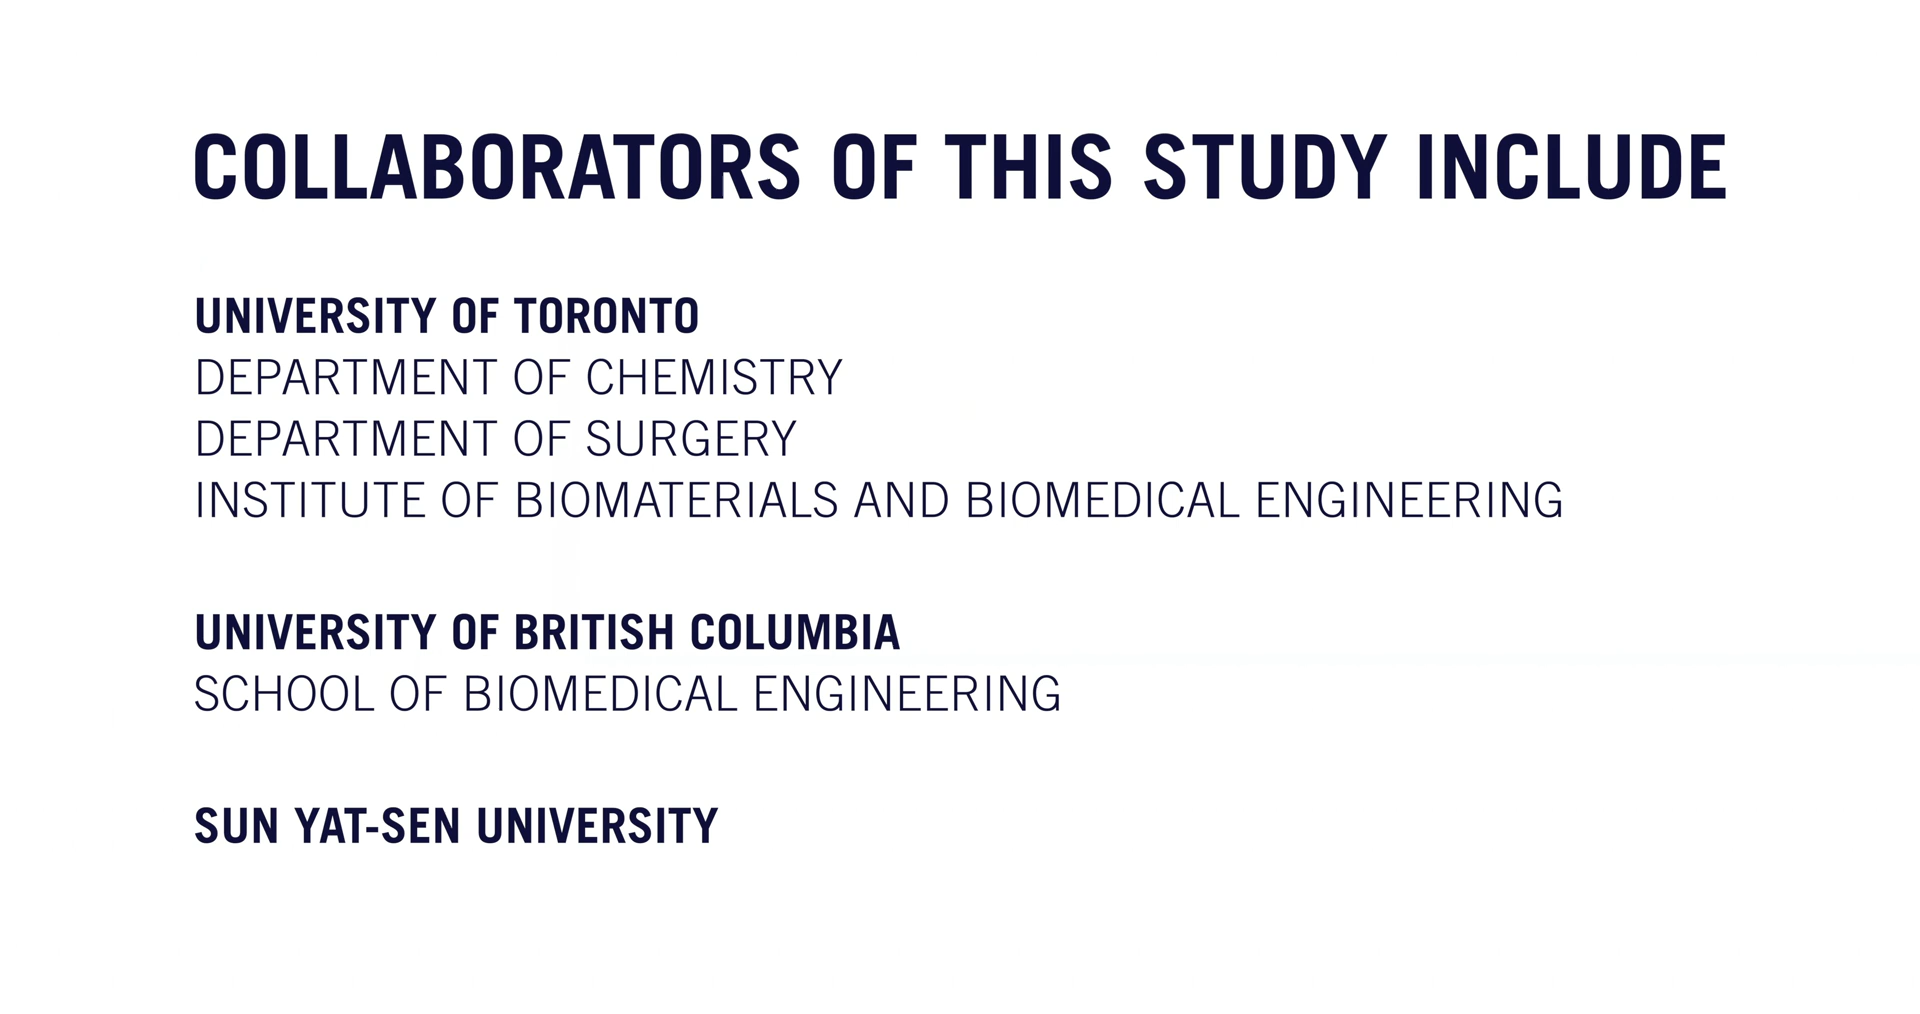 COLLABORATORS OF THIS STUDY INCLUDE
UNIVERSITY OF TORONTO
DEPARTMENT OF CHEMISTRY
DEPARTMENT OF SURGERY
INSTITUTE OF BIOMATERIALS AND BIOMEDICAL ENGINEERING
UNIVERSITY OF BRITISH COLUMBIA
SCHOOL OF BIOMEDICAL ENGINEERING
SUN YAT-SEN UNIVERSITY